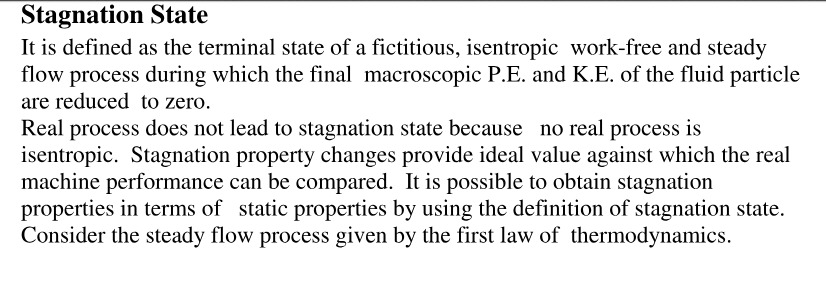 Stagnation State
It is defined as the terminal state of a fictitious, isentropic work-free and steady
flow process during which the final macroscopic P.E. and K.E. of the fluid particle
are reduced to zero.
Real process does not lead to stagnation state because no real process is
isentropic. Stagnation property changes provide ideal value against which the real
machine performance can be compared. It is possible to obtain stagnation
properties in terms of static properties by using the definition of stagnation state.
Consider the steady flow process given by the first law of thermodynamics.